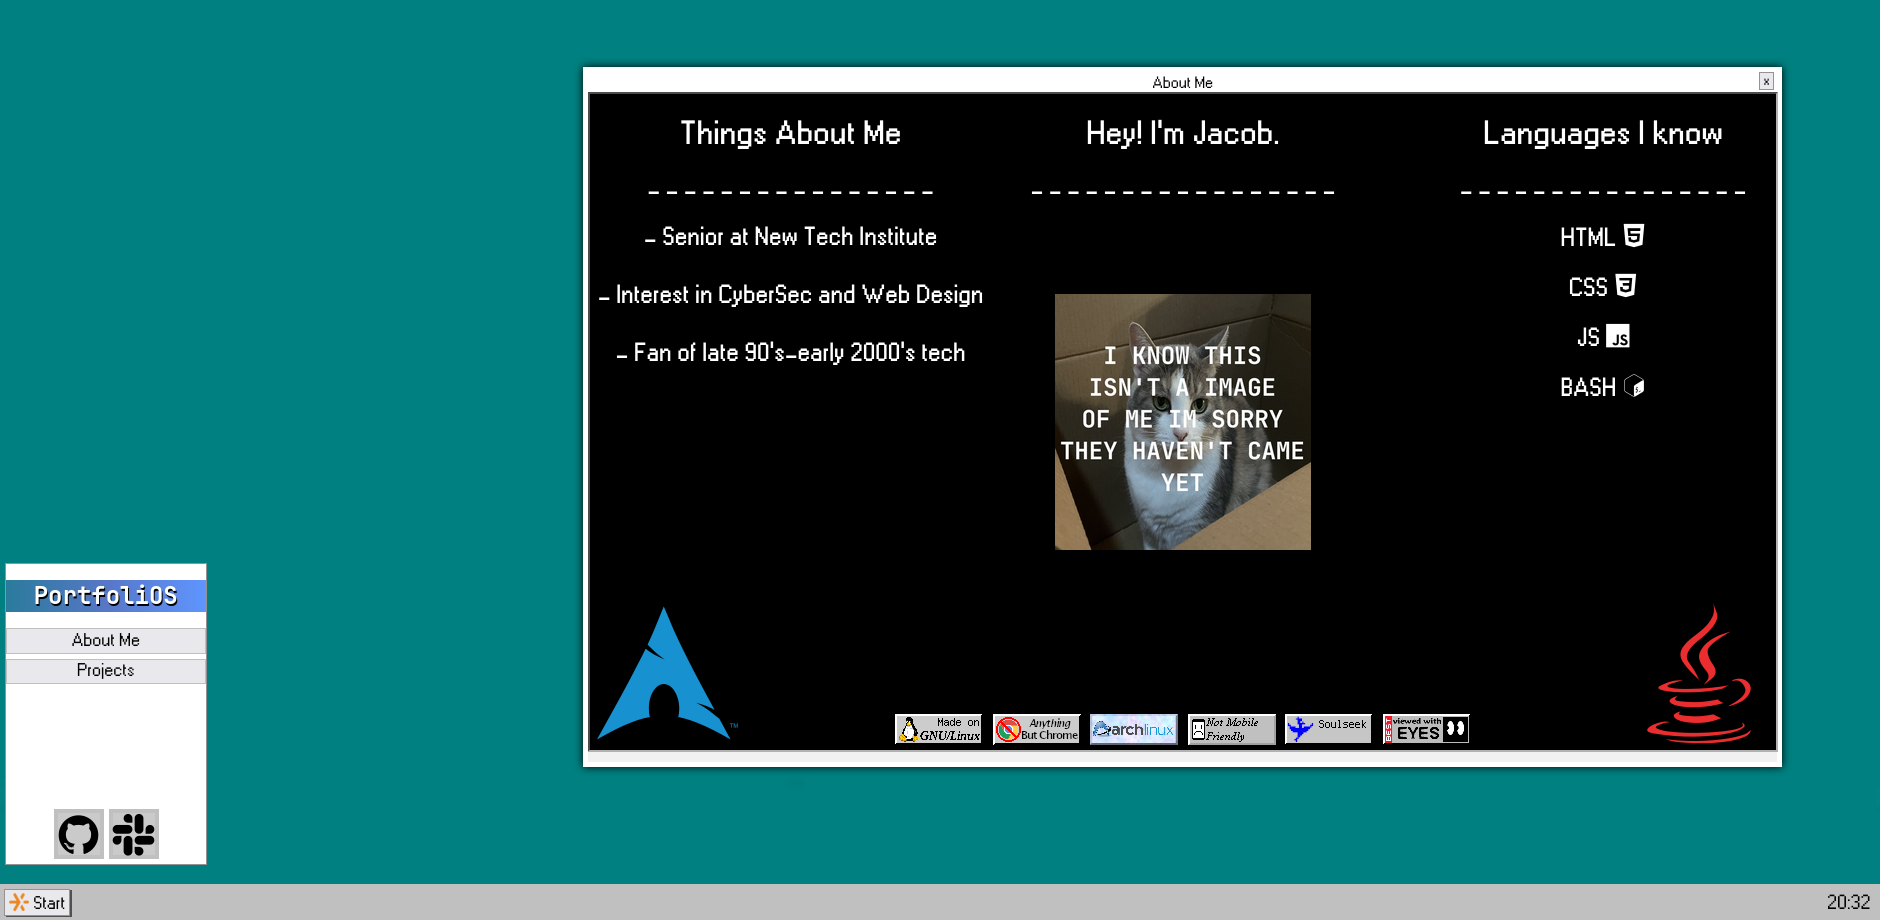 About Me
x
Things About Me
----------------
- Senior at New Tech Institute
- Interest in CyberSec and Web Design
- Fan of late 90's-early 2000's tech
Hey! I'm Jacob.
-----------------
I KNOW THIS
ISN'T A IMAGE
OF ME IM SORRY
THEY HAVEN'T CAME
YET
Languages I know
----------------
HTML 5
CSS 3
JS JS
BASH $
TM
Made on
GNU/Linux
Anything
But Chrome
archlinux
Not Mobile
Friendly
Soulseek
BEST
viewed with
EYES
PortfoliOS
About Me
Projects
Start
20:32